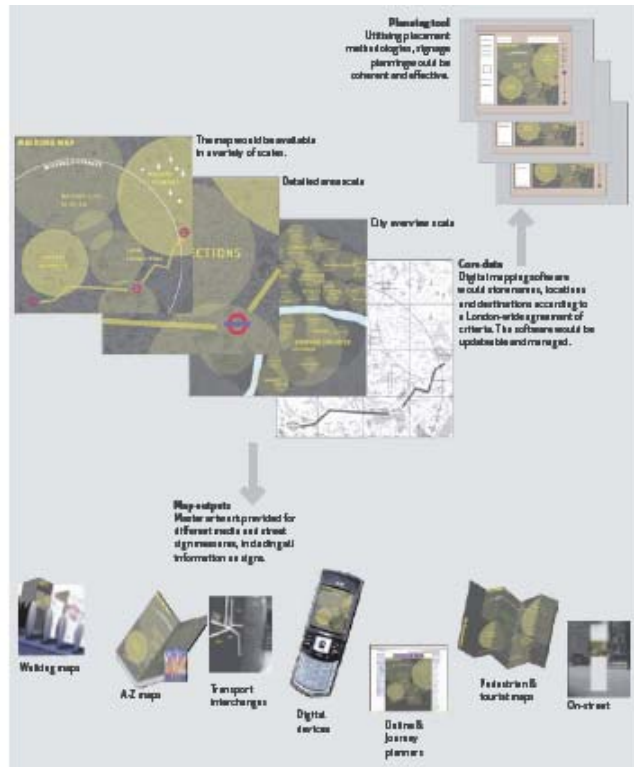 Planning tool
Utilising placement
methodologies, signage
planning would be
coherent and effective.
WALKING MAP
The map would be available
in a variety of scales.
Detailed area scale
City overview scale
Core data
Digital mapping software
would store names, locations
and destinations according to
a London-wide agreement of
criteria. The software would be
updateable and managed.
Map outputs
Master artwork provided for
different media and street
sign measures, including all
information on signs.
Walking maps
A-Z maps
Transport
interchanges
Digital
devices
Online &
Journey
planners
Pedestrian &
tourist maps
On-street